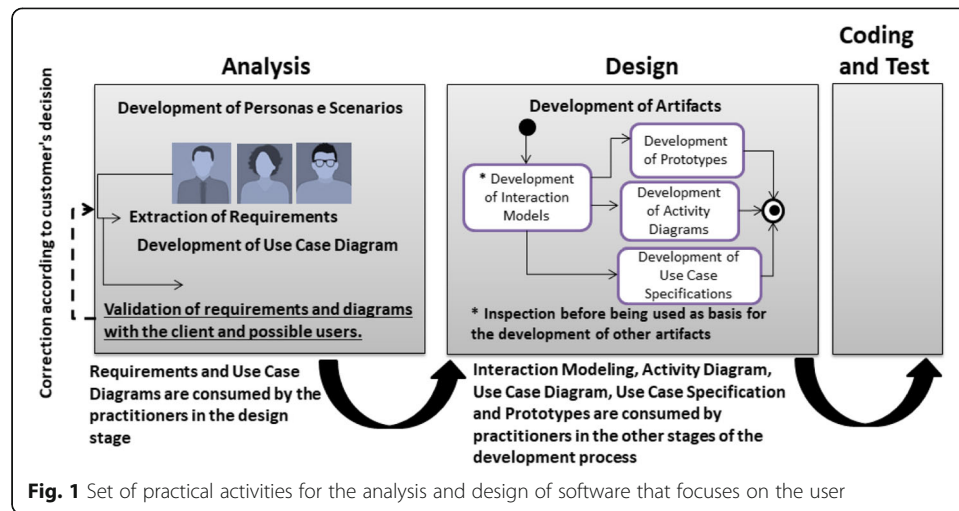 Correction according to customer's decision
Analysis
Development of Personas e Scenarios
Extraction of Requirements
Development of Use Case Diagram
Validation of requirements and diagrams
with the client and possible users.
Requirements and Use Case
Diagrams are consumed by the
practitioners in the design
stage
Design
Development of Artifacts
* Development
of Interaction
Models
Development
of Prototypes
Development
of Activity
Diagrams
Development of
Use Case
Specifications
* Inspection before being used as basis for
the development of other artifacts
Interaction Modeling, Activity Diagram,
Use Case Diagram, Use Case Specification
and Prototypes are consumed by
practitioners in the other stages of the
development process
Coding
and Test
Fig. 1 Set of practical activities for the analysis and design of software that focuses on the user